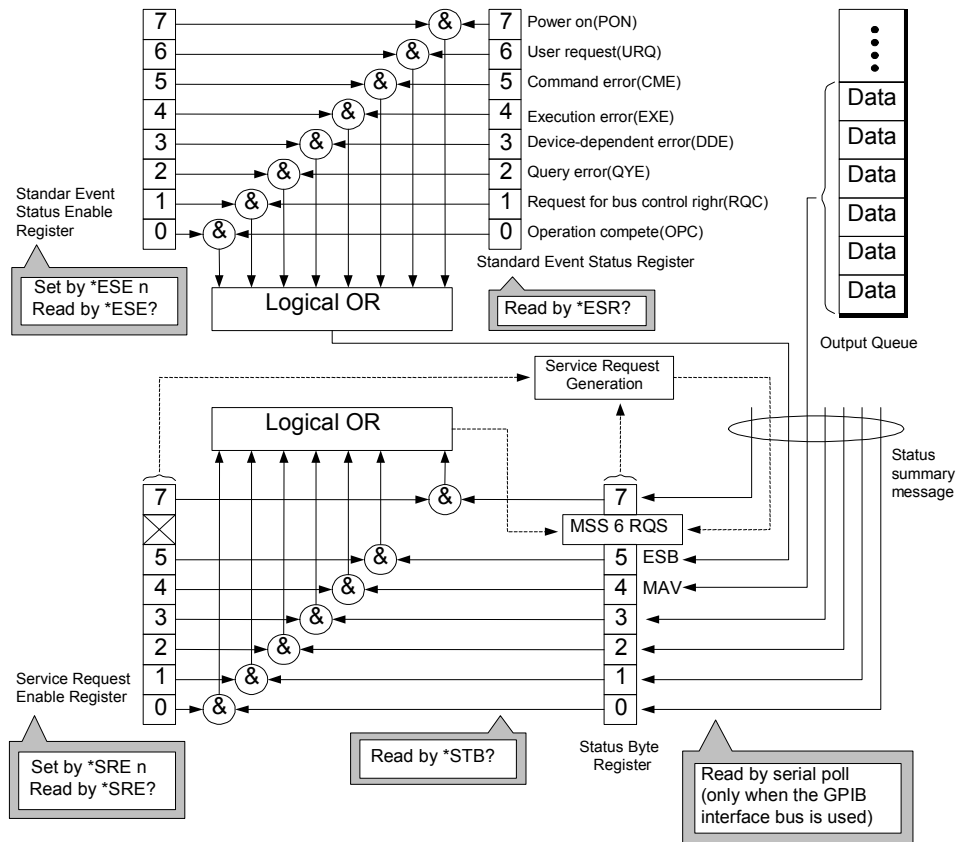 7 & 7 Power on(PON)
6 & 6 User request(URQ)
5 & 5 Command error(CME)
4 & 4 Execution error(EXE)
3 & 3 Device-dependent error(DDE)
2 & 2 Query error(QYE)
1 & 1 Request for bus control righr(RQC)
0 & 0 Operation compete(OPC)
Standar Event
Status Enable
Register
Set by *ESE n
Read by *ESE?
Logical OR
Standard Event Status Register
Read by *ESR?
Data
Data
Data
Data
Data
Data
Output Queue
Service Request
Generation
Logical OR
Status
summary
message
7 & 7
MSS 6 RQS
5 & 5 ESB
4 & 4 MAV
3 & 3
2 & 2
1 & 1
0 & 0
Service Request
Enable Register
Set by *SRE n
Read by *SRE?
Read by *STB?
Status Byte
Register
Read by serial poll
(only when the GPIB
interface bus is used)